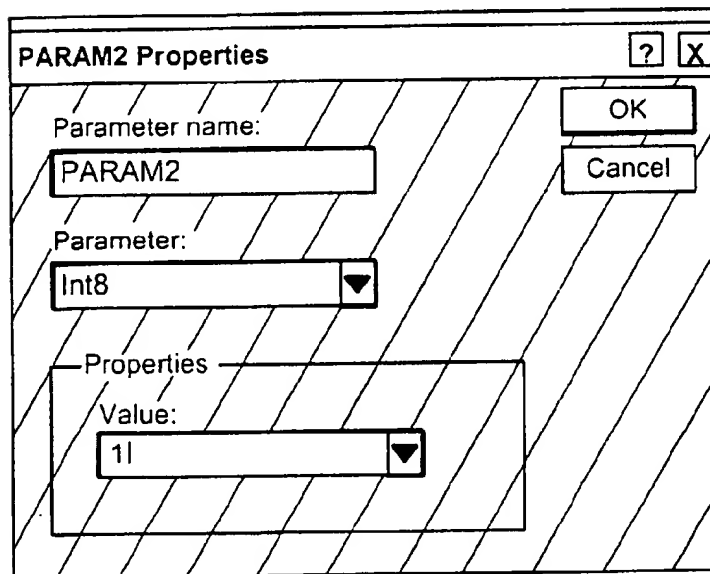 PARAM2 Properties ? X
OK
Parameter name:
PARAM2
Cancel
Parameter:
Int8
Properties
Value:
1|